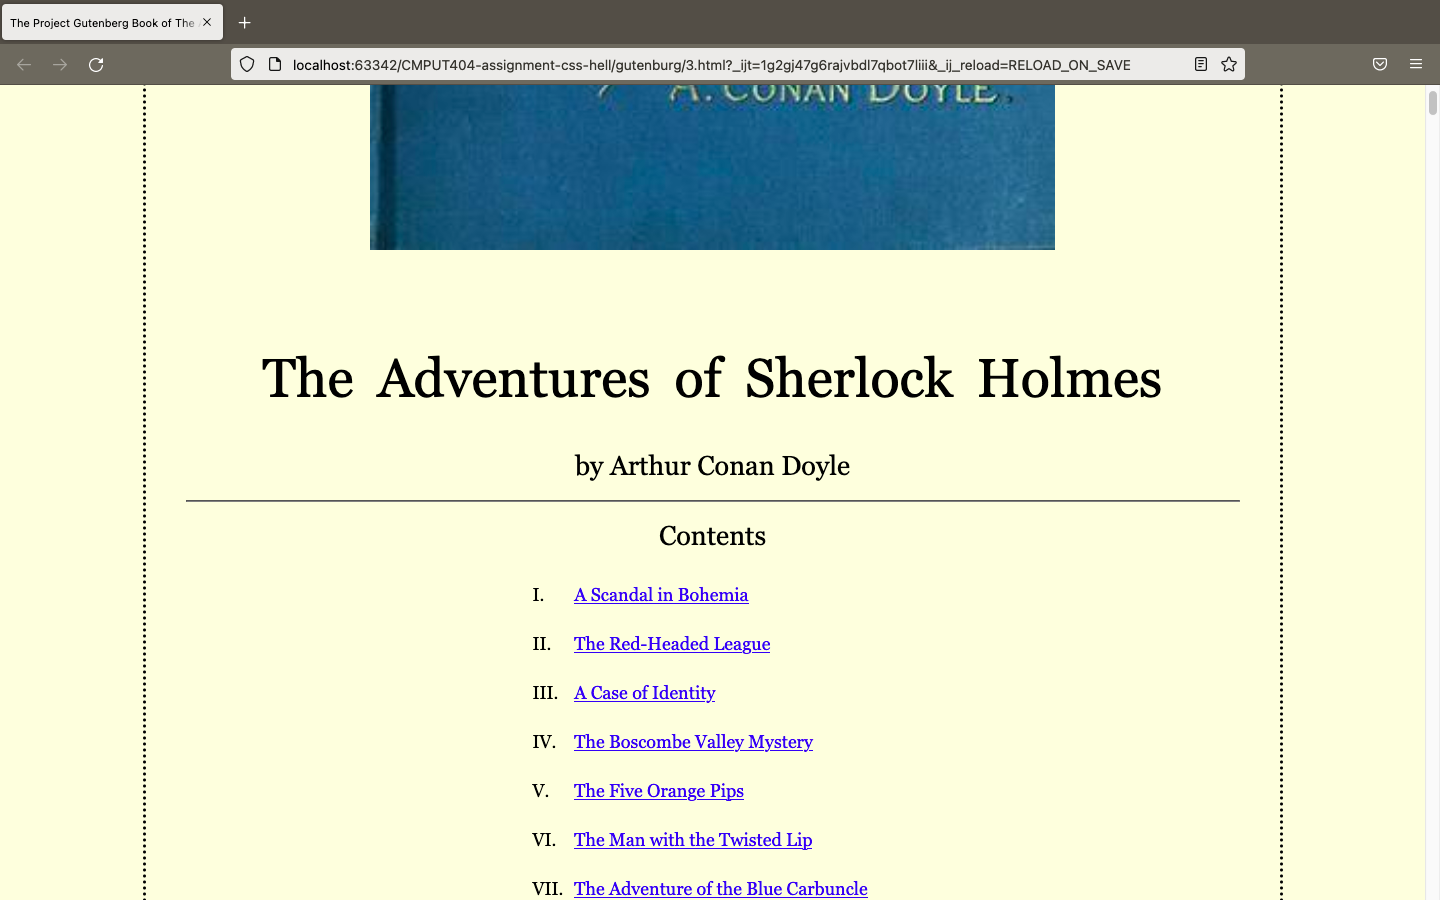 The Project Gutenberg Book of The
localhost:63342/CMPUT404-assignment-css-hell/gutenburg/3.html?_ijt=1g2gj47g6rajvbdl7qbot7liii&_ij_reload=RELOAD_ON_SAVE
A. CONAN DOYLE.
The Adventures of Sherlock Holmes
by Arthur Conan Doyle
Contents
I. A Scandal in Bohemia
II. The Red-Headed League
III. A Case of Identity
IV. The Boscombe Valley Mystery
V. The Five Orange Pips
VI. The Man with the Twisted Lip
VII. The Adventure of the Blue Carbuncle